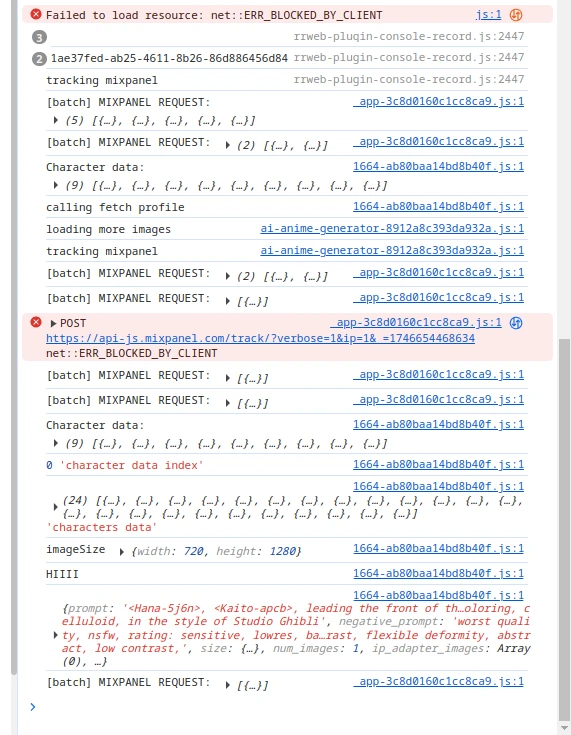 Failed to load resource: net::ERR_BLOCKED_BY_CLIENT js:1
3 rrweb-plugin-console-record.js:2447
2 1ae37fed-ab25-4611-8b26-86d886456d84 rrweb-plugin-console-record.js:2447
tracking mixpanel rrweb-plugin-console-record.js:2447
[batch] MIXPANEL REQUEST: _app-3c8d0160c1cc8ca9.js:1
(5) [{…}, {…}, {…}, {…}, {…}]
[batch] MIXPANEL REQUEST: (2) [{…}, {…}] _app-3c8d0160c1cc8ca9.js:1
Character data: 1664-ab80baa14bd8b40f.js:1
(9) [{…}, {…}, {…}, {…}, {…}, {…}, {…}, {…}, {…}]
calling fetch profile 1664-ab80baa14bd8b40f.js:1
loading more images ai-anime-generator-8912a8c393da932a.js:1
tracking mixpanel ai-anime-generator-8912a8c393da932a.js:1
[batch] MIXPANEL REQUEST: (2) [{…}, {…}] _app-3c8d0160c1cc8ca9.js:1
[batch] MIXPANEL REQUEST: [{…}] _app-3c8d0160c1cc8ca9.js:1
POST _app-3c8d0160c1cc8ca9.js:1
https://api-js.mixpanel.com/track/?verbose=1&ip=1&_=1746654468634
net::ERR_BLOCKED_BY_CLIENT
[batch] MIXPANEL REQUEST: [{…}] _app-3c8d0160c1cc8ca9.js:1
[batch] MIXPANEL REQUEST: [{…}] _app-3c8d0160c1cc8ca9.js:1
Character data: 1664-ab80baa14bd8b40f.js:1
(9) [{…}, {…}, {…}, {…}, {…}, {…}, {…}, {…}, {…}]
0 'character data index' 1664-ab80baa14bd8b40f.js:1
1664-ab80baa14bd8b40f.js:1
(24) [{…}, {…}, {…}, {…}, {…}, {…}, {…}, {…}, {…}, {…}, {…}, {…}, {…},
{…}, {…}, {…}, {…}, {…}, {…}, {…}, {…}, {…}, {…}, {…}]
'characters data'
imageSize {width: 720, height: 1280} 1664-ab80baa14bd8b40f.js:1
HIIII 1664-ab80baa14bd8b40f.js:1
1664-ab80baa14bd8b40f.js:1
{prompt: '<Hana-5j6n>, <Kaito-apcb>, leading the front of th…oloring, c
elluloid, in the style of Studio Ghibli', negative_prompt: 'worst quali
ty, nsfw, rating: sensitive, lowres, ba…rast, flexible deformity, abstr
act, low contrast,', size: {…}, num_images: 1, ip_adapter_images: Array
(0), …}
[batch] MIXPANEL REQUEST: [{…}] _app-3c8d0160c1cc8ca9.js:1